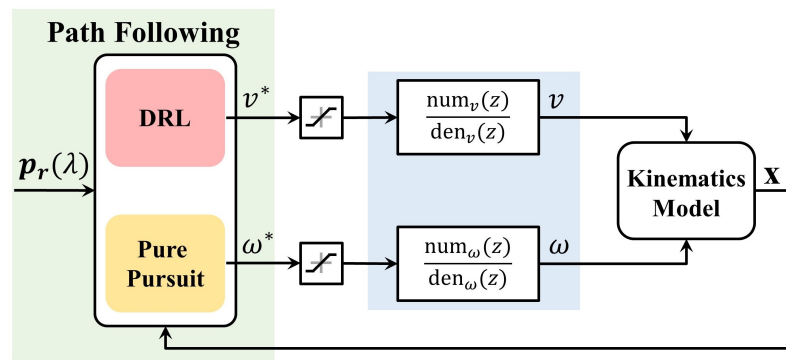 Path Following
DRL
v*
num_v(z)
den_v(z)
v
p_r(λ)
Kinematics
Model
x
Pure
Pursuit
ω*
num_ω(z)
den_ω(z)
ω